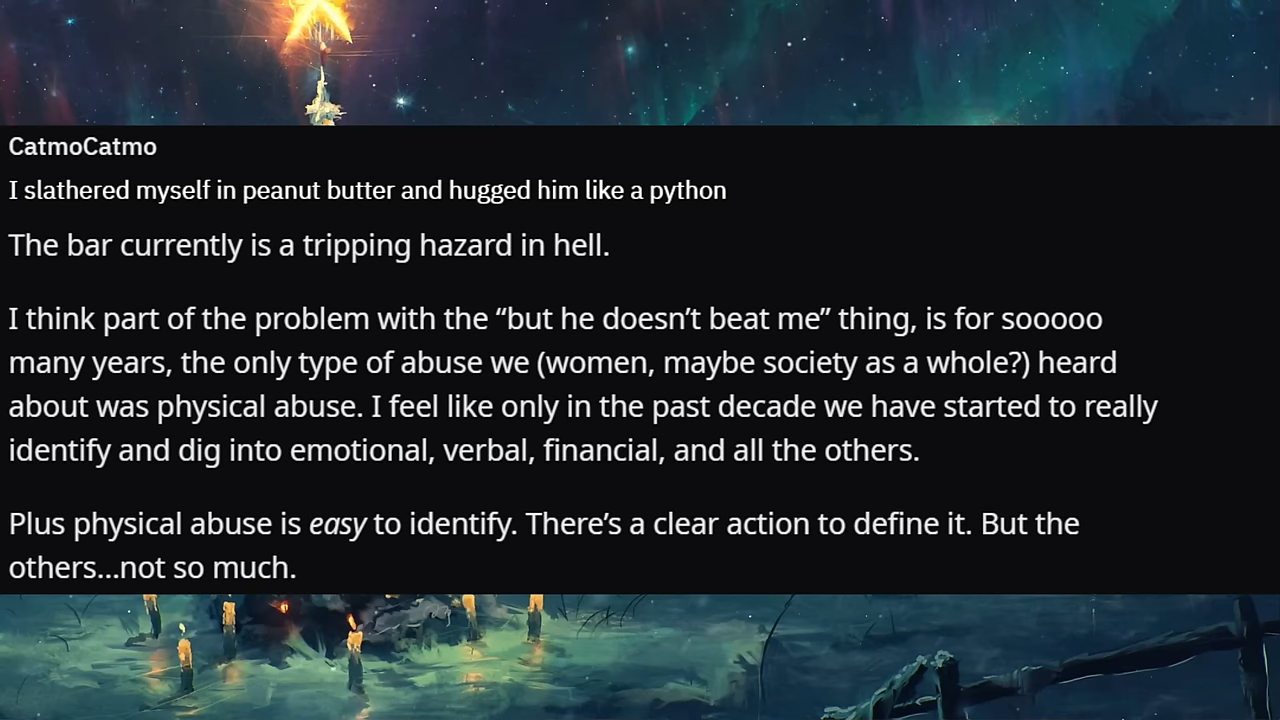 CatmoCatmo
I slathered myself in peanut butter and hugged him like a python
The bar currently is a tripping hazard in hell.
I think part of the problem with the “but he doesn’t beat me” thing, is for sooooo
many years, the only type of abuse we (women, maybe society as a whole?) heard
about was physical abuse. I feel like only in the past decade we have started to really
identify and dig into emotional, verbal, financial, and all the others.
Plus physical abuse is easy to identify. There’s a clear action to define it. But the
others...not so much.